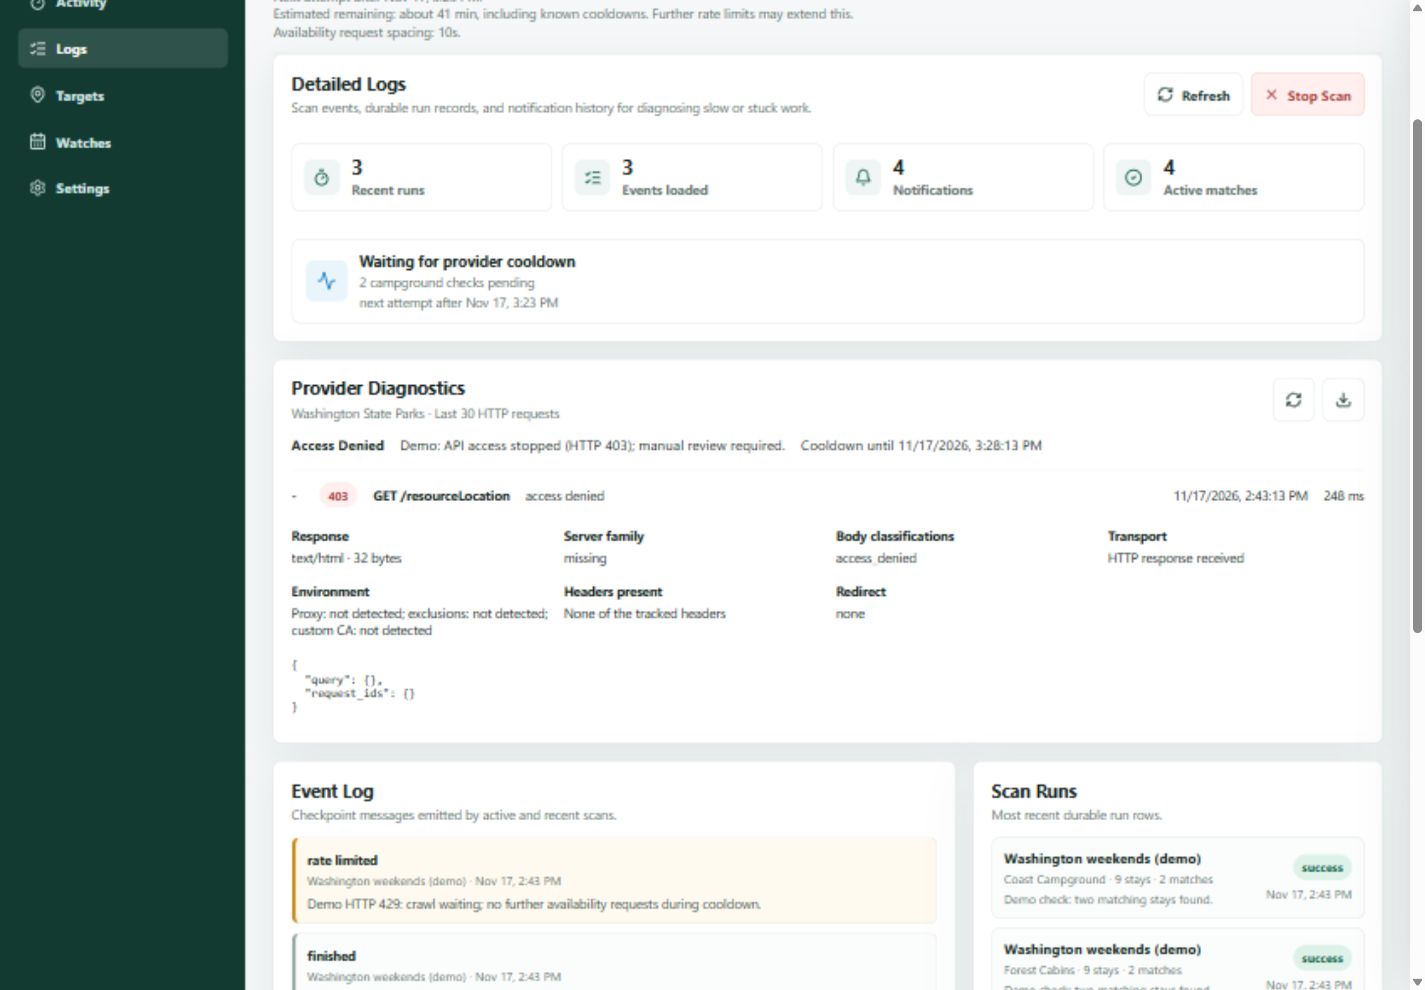 Activity
Logs
Targets
Watches
Settings
Estimated remaining: about 41 min, including known cooldowns. Further rate limits may extend this.
Availability request spacing: 10s.
Detailed Logs
Scan events, durable run records, and notification history for diagnosing slow or stuck work.
Refresh
Stop Scan
3
Recent runs
3
Events loaded
4
Notifications
4
Active matches
Waiting for provider cooldown
2 campground checks pending
next attempt after Nov 17, 3:23 PM
Provider Diagnostics
Washington State Parks · Last 30 HTTP requests
Access Denied Demo: API access stopped (HTTP 403); manual review required. Cooldown until 11/17/2026, 3:28:13 PM
- 403 GET /resourceLocation access denied 11/17/2026, 2:43:13 PM 248 ms
Response
text/html · 32 bytes
Server family
missing
Body classifications
access_denied
Transport
HTTP response received
Environment
Proxy: not detected; exclusions: not detected;
custom CA: not detected
Headers present
None of the tracked headers
Redirect
none
{
"query": {},
"request_ids": {}
}
Event Log
Checkpoint messages emitted by active and recent scans.
rate limited
Washington weekends (demo) · Nov 17, 2:43 PM
Demo HTTP 429: crawl waiting; no further availability requests during cooldown.
finished
Washington weekends (demo) · Nov 17, 2:43 PM
Scan Runs
Most recent durable run rows.
Washington weekends (demo)
Coast Campground · 9 stays · 2 matches
Demo check: two matching stays found.
success
Nov 17, 2:43 PM
Washington weekends (demo)
Forest Cabins · 9 stays · 2 matches
Demo check: two matching stays found.
success
Nov 17, 2:43 PM